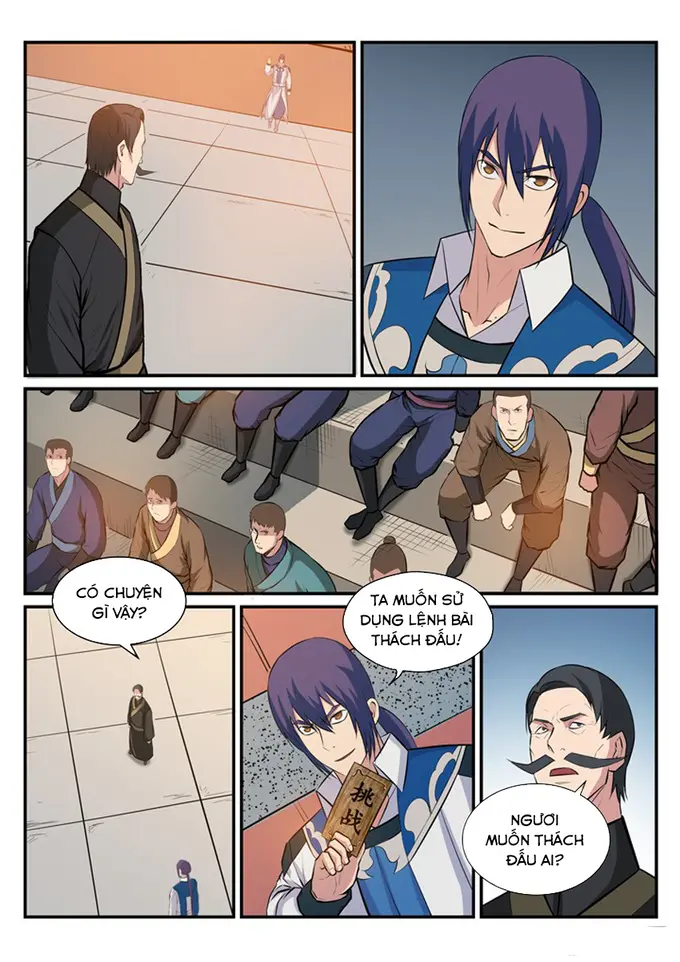 CÓ CHUYỆN
GÌ VẬY?
TA MUỐN SỬ
DỤNG LỆNH BÀI
THÁCH ĐẤU!
挑
战
NGƯƠI
MUỐN THÁCH
ĐẤU AI?